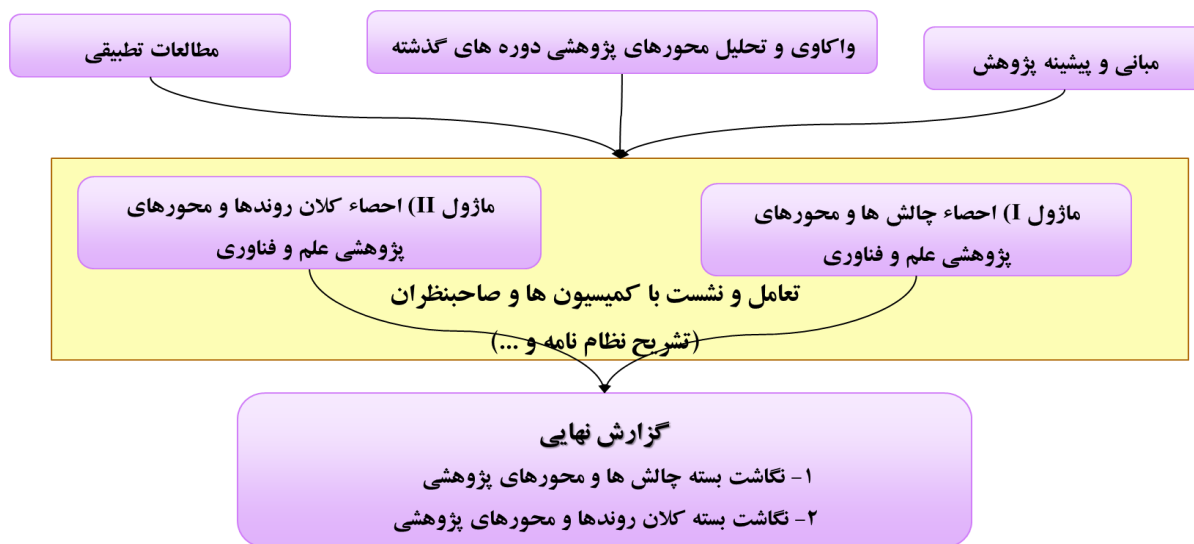 مبانی و پیشینه پژوهش
واکاوی و تحلیل محورهای پژوهشی دوره های گذشته
مطالعات تطبیقی
ماژول I) احصاء چالش ها و محورهای
پژوهشی علم و فناوری
ماژول II) احصاء کلان روندها و محورهای
پژوهشی علم و فناوری
تعامل و نشست با کمیسیون ها و صاحبنظران
(تشریح نظام نامه و ...)
گزارش نهایی
۱- نگاشت بسته چالش ها و محورهای پژوهشی
۲- نگاشت بسته کلان روندها و محورهای پژوهشی